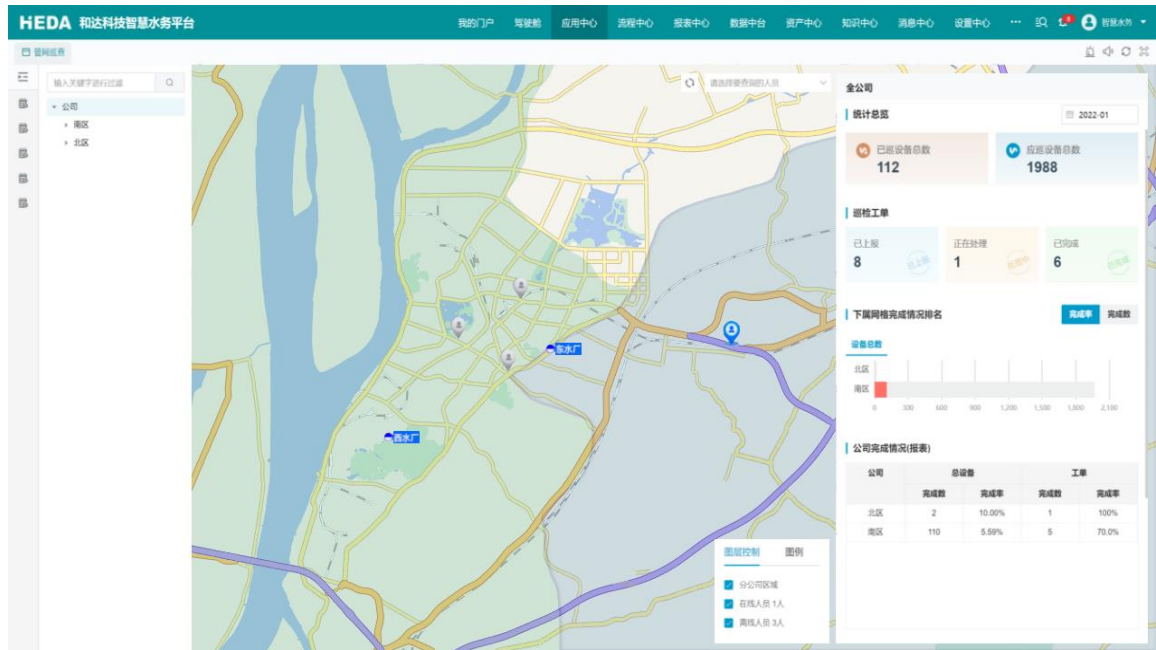 HEDA 和达科技智慧水务平台
我的门户 驾驶舱 应用中心 流程中心 报表中心 数据中台 资产中心 知识中心 消息中心 设置中心 ··· 智慧水务
管网巡查
输入关键字进行过滤
公司
南区
北区
请选择要查询的人员
东水厂
西水厂
图层控制 图例
分公司区域
在线人员 1人
离线人员 3人
全公司
统计总览 2022-01
已巡设备总数
112
应巡设备总数
1988
巡检工单
已上报
8
已上报
正在处理
1
处理中
已完成
6
已完成
下属网格完成情况排名 完成率 完成数
设备总数
北区
南区
0 300 600 900 1,200 1,500 1,800 2,100
公司完成情况(报表)
公司 总设备 工单
完成数 完成率 完成数 完成率
北区 2 10.00% 1 100%
南区 110 5.59% 5 70.0%